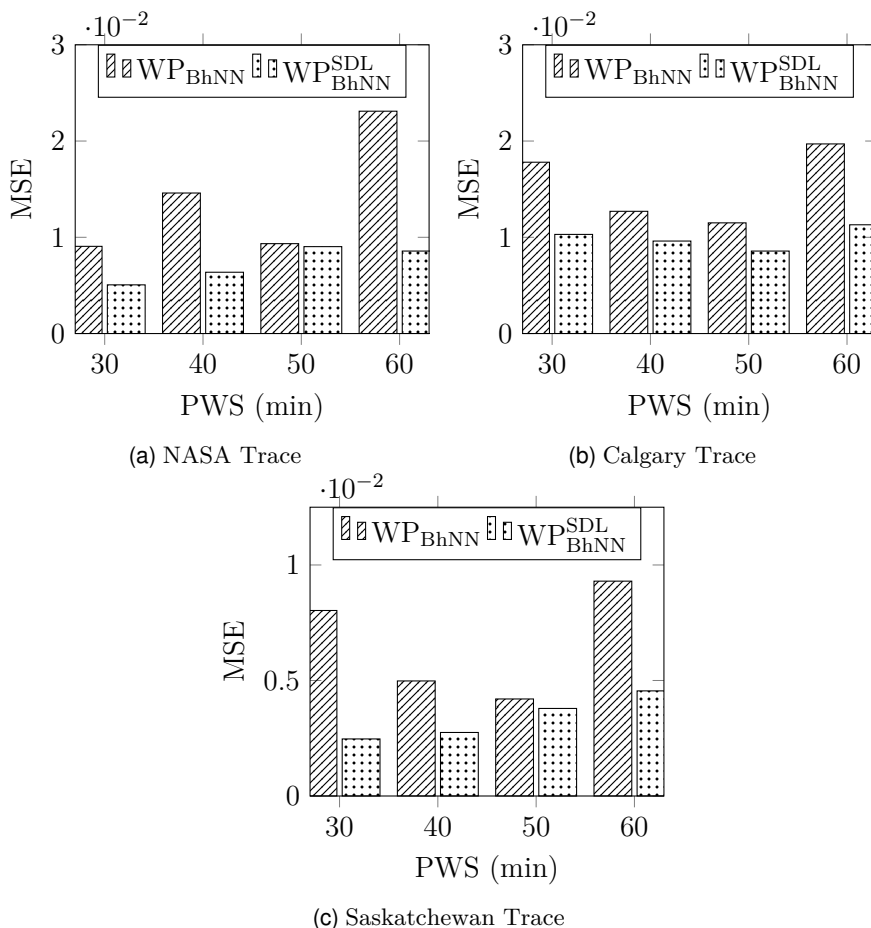 ·10⁻²
3
2
1
0
MSE
WP_BhNN WP_BhNN^SDL
30 40 50 60
PWS (min)
(a) NASA Trace
·10⁻²
3
2
1
0
MSE
WP_BhNN WP_BhNN^SDL
30 40 50 60
PWS (min)
(b) Calgary Trace
·10⁻²
1
0.5
0
MSE
WP_BhNN WP_BhNN^SDL
30 40 50 60
PWS (min)
(c) Saskatchewan Trace